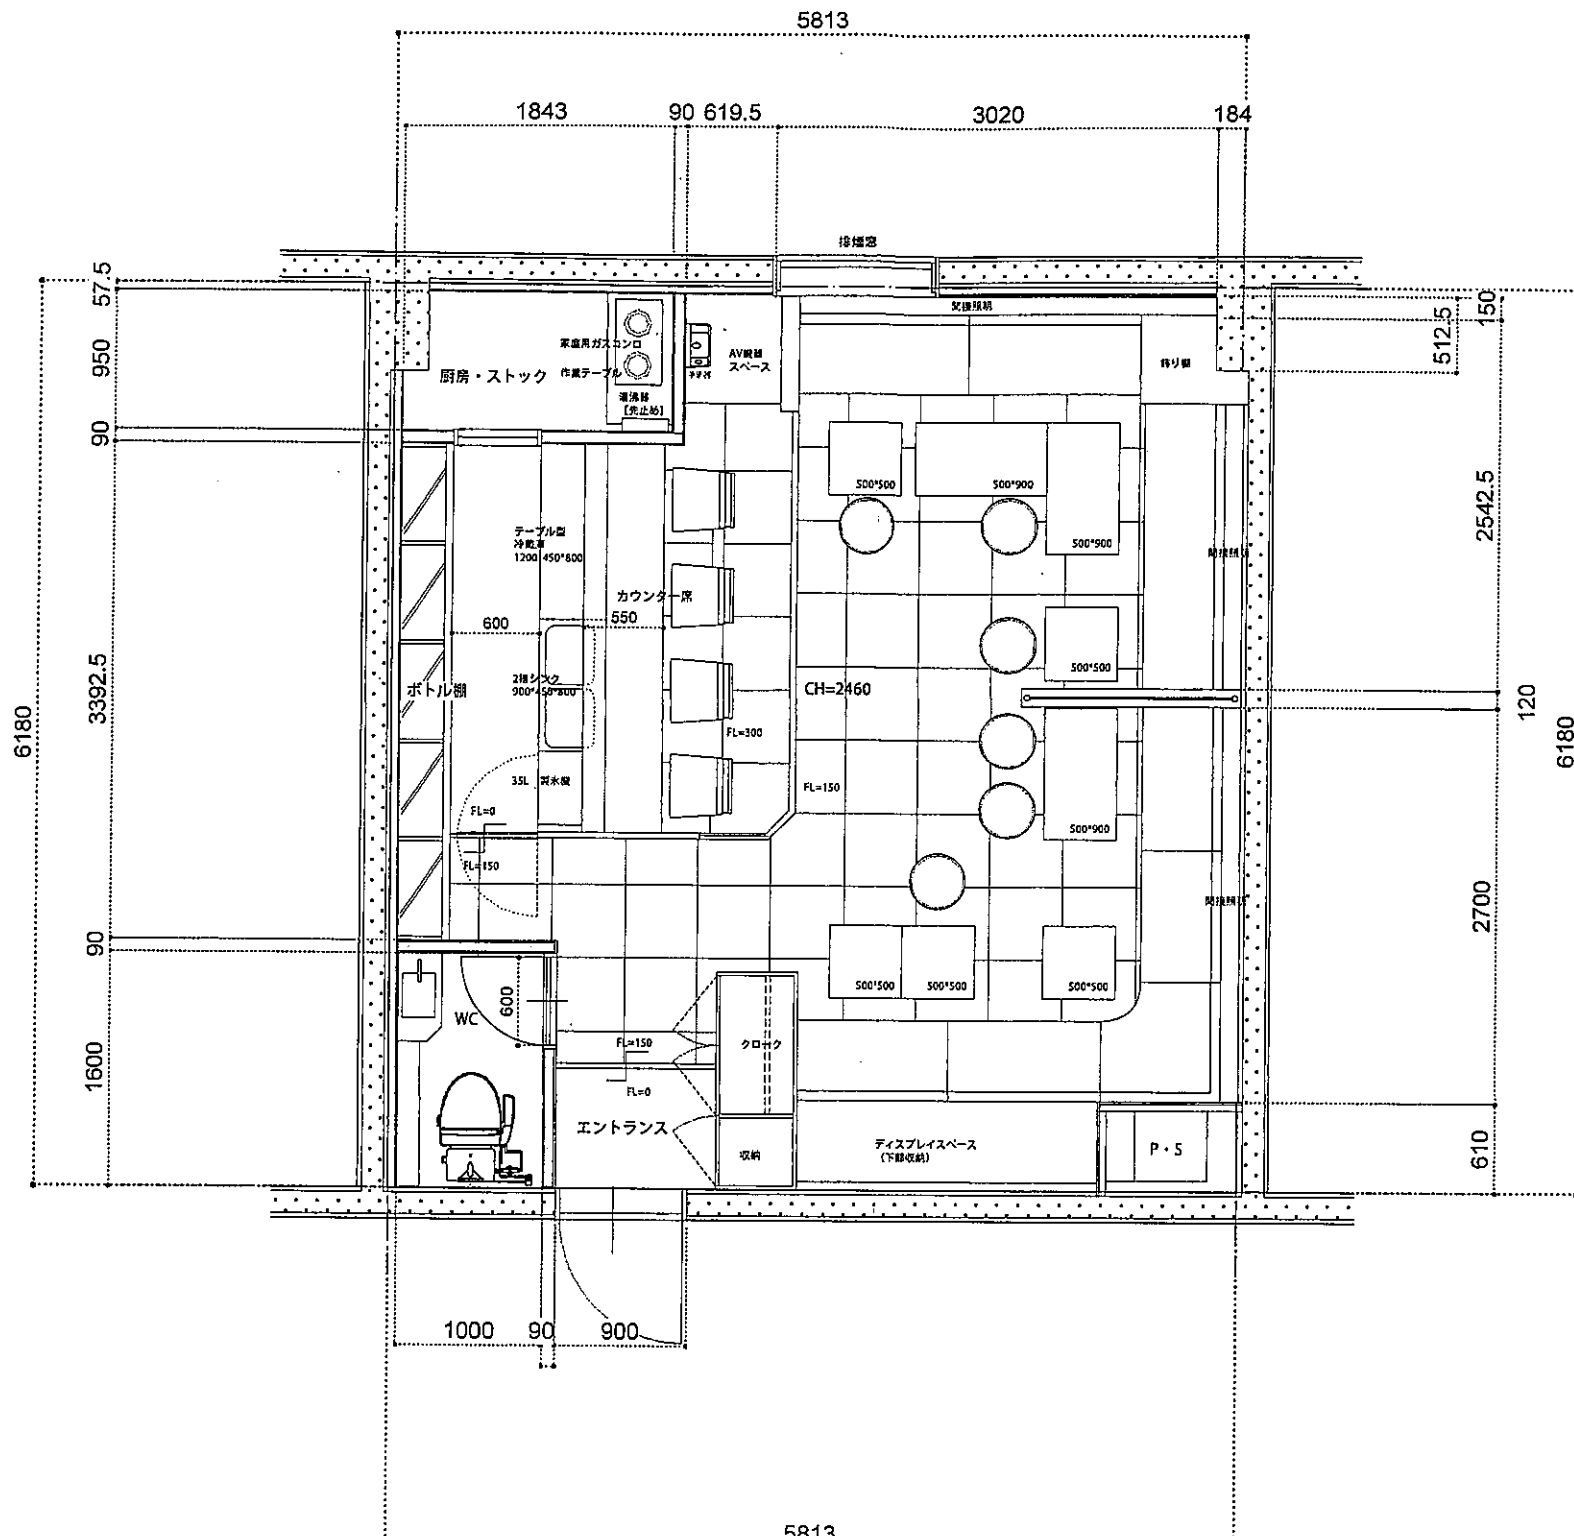 5813
1843
90
619.5
3020
184
排煙窓
57.5
950
90
3392.5
6180
90
1600
150
512.5
2542.5
120
6180
2700
610
間接照明
家庭用ガスコンロ
作業テーブル
厨房・ストック
湯沸器
[先止め]
AV機器
スペース
飾り棚
500*500
500*900
500*900
テーブル型
冷蔵庫
1200*450*800
カウンター席
600
550
間接照明
500*500
ボトル棚
2槽シンク
900*450*800
CH=2460
FL=300
35L 製氷機
FL=150
FL=0
FL=150
500*900
間接照明
500*500
500*500
500*500
600
WC
FL=150
FL=0
クローク
エントランス
収納
ディスプレイスペース
(下部収納)
P・S
1000
90
900
5813